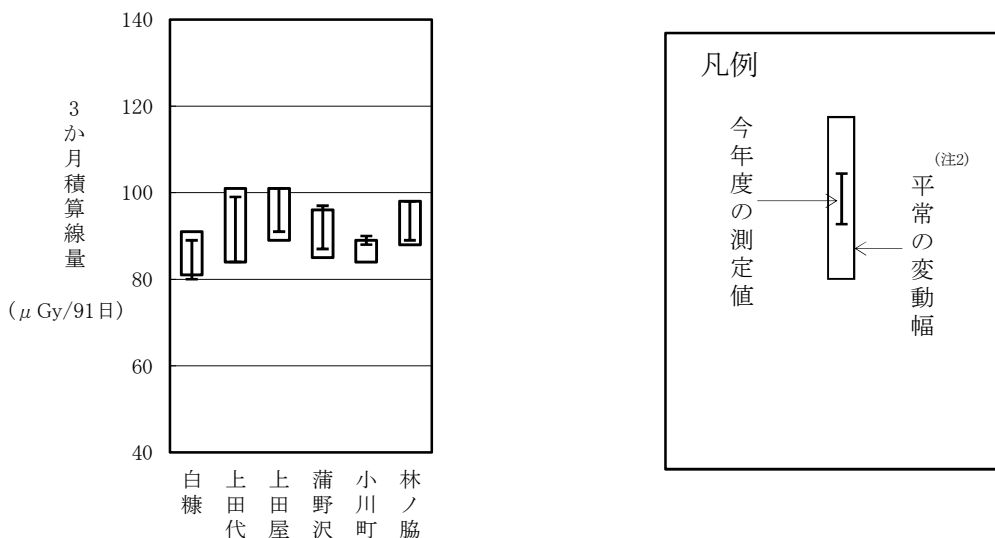 140
120
100
80
60
40
3か月積算線量
(μGy/91日)
白糠
上田代
上田屋
蒲野沢
小川町
林ノ脇
凡例
今年度の測定値
(注2)
平常の変動幅